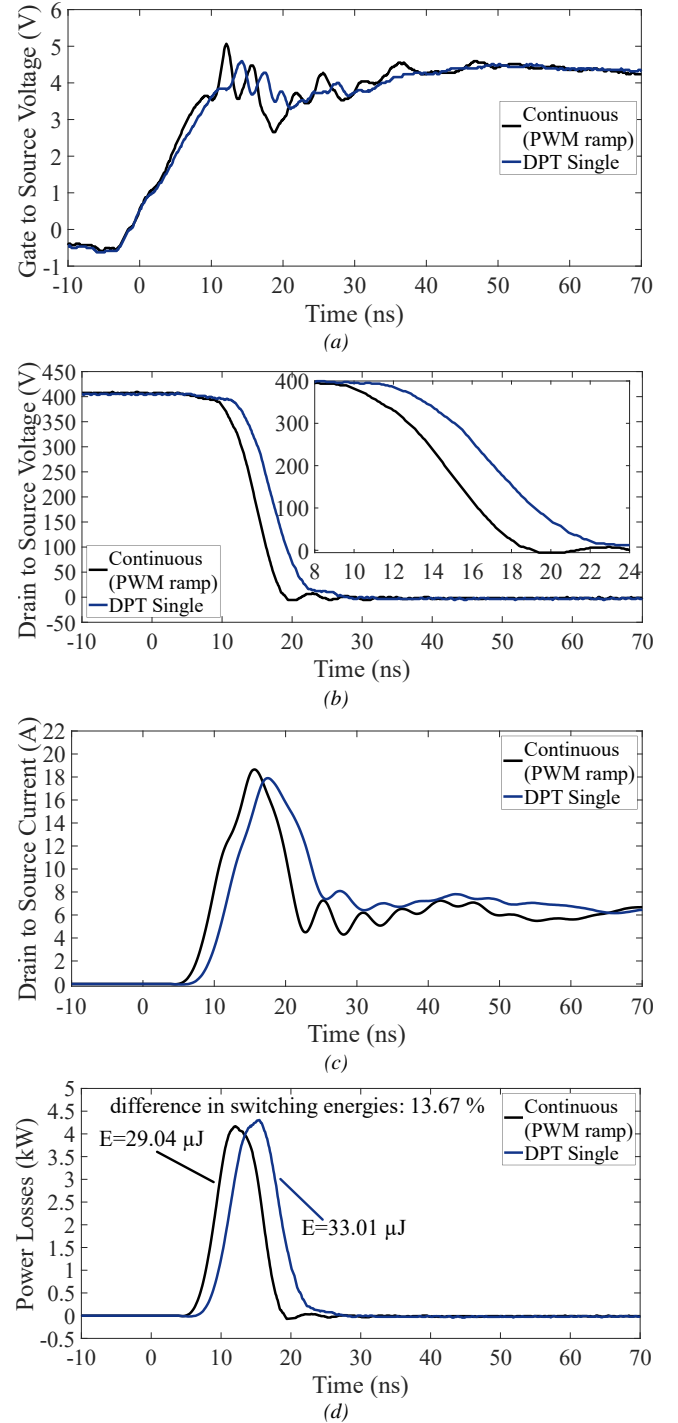 Gate to Source Voltage (V)
6
5
4
3
2
1
0
-1
Continuous
(PWM ramp)
DPT Single
-10 0 10 20 30 40 50 60 70
Time (ns)
(a)
Drain to Source Voltage (V)
450
400
350
300
250
200
150
100
50
0
-50
400
300
200
100
0
8 10 12 14 16 18 20 22 24
Continuous
(PWM ramp)
DPT Single
-10 0 10 20 30 40 50 60 70
Time (ns)
(b)
Drain to Source Current (A)
22
20
18
16
14
12
10
8
6
4
2
0
Continuous
(PWM ramp)
DPT Single
-10 0 10 20 30 40 50 60 70
Time (ns)
(c)
Power Losses (kW)
5
4.5
4
3.5
3
2.5
2
1.5
1
0.5
0
-0.5
difference in switching energies: 13.67 %
E=29.04 µJ
E=33.01 µJ
Continuous
(PWM ramp)
DPT Single
-10 0 10 20 30 40 50 60 70
Time (ns)
(d)